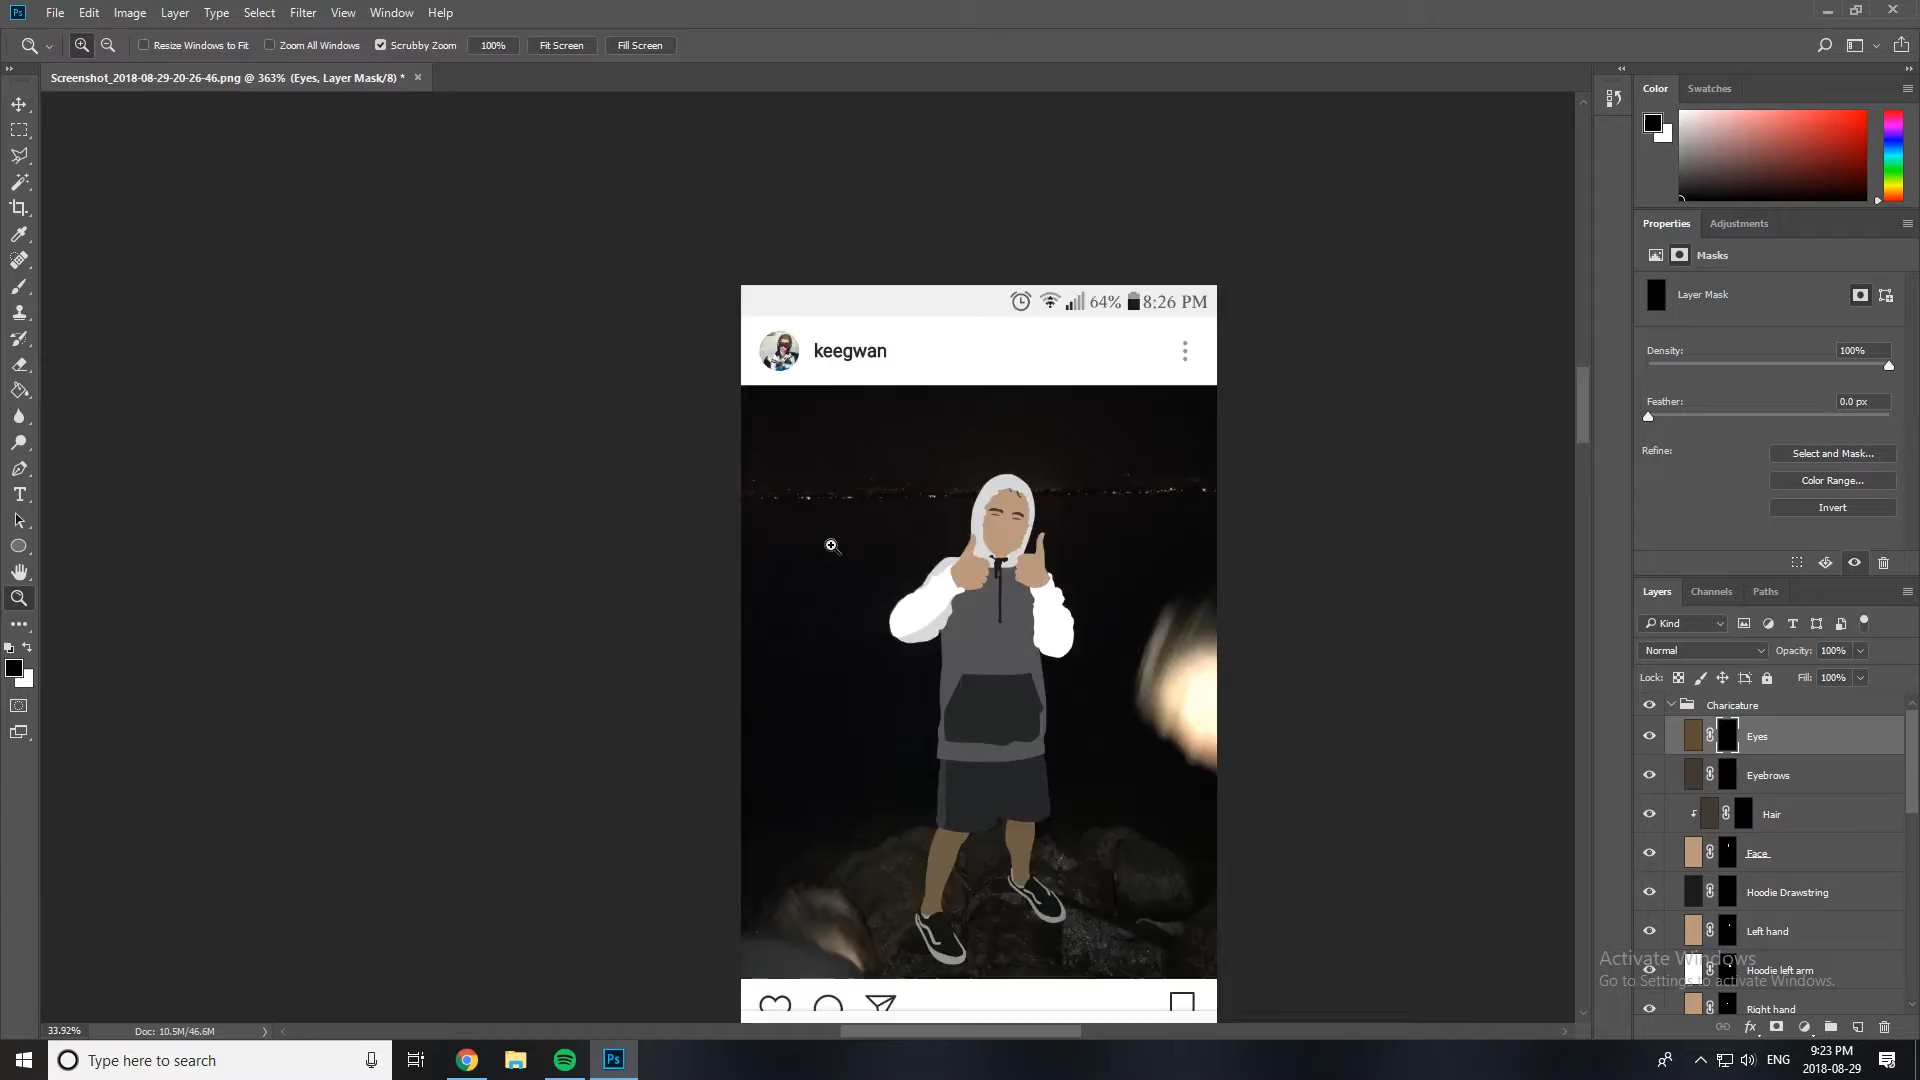 Ps File Edit Image Layer Type Select Filter View Window Help
Resize Windows to Fit Zoom All Windows Scrubby Zoom 100% Fit Screen Fill Screen
Screenshot_2018-08-29-20-26-46.png @ 363% (Eyes, Layer Mask/8) * ×
Color Swatches
Properties Adjustments
Masks
Layer Mask
Density: 100%
Feather: 0.0 px
Refine: Select and Mask...
Color Range...
Invert
64% 8:26 PM
keegwan
Layers Channels Paths
Kind
Normal Opacity: 100%
Lock: Fill: 100%
Charicature
Eyes
Eyebrows
Hair
Face
Hoodie Drawstring
Left hand
Hoodie left arm
Right hand
Activate Windows
Go to Settings to activate Windows.
33.92% Doc: 10.5M/46.6M
Type here to search
Ps
ENG
9:23 PM
2018-08-29